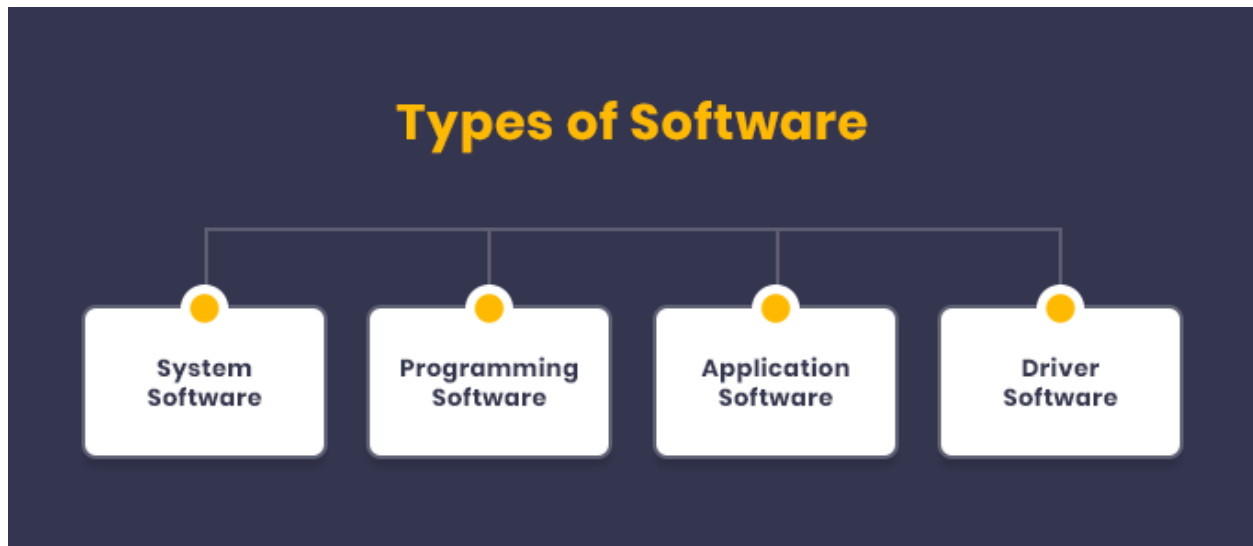 Types of Software
System
Software
Programming
Software
Application
Software
Driver
Software